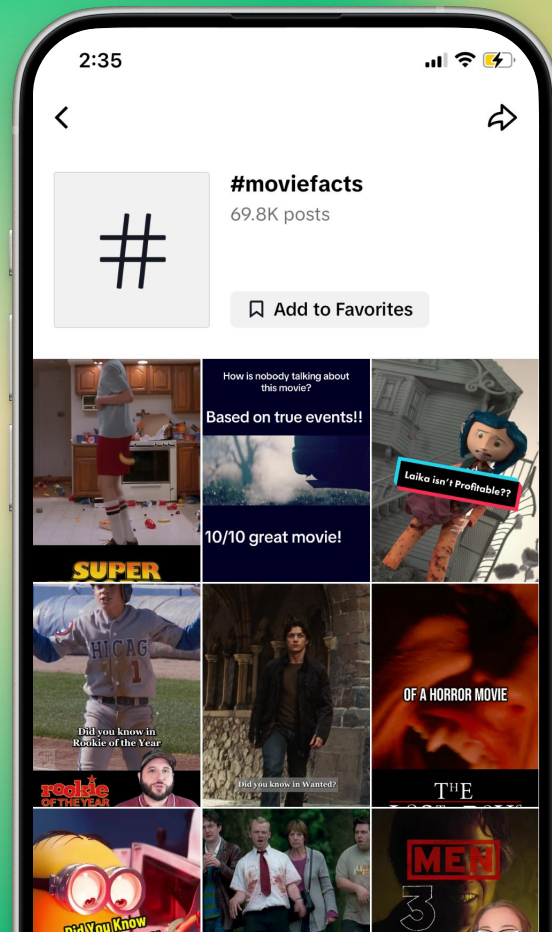 2:35
#moviefacts
69.8K posts
Add to Favorites
SUPER
How is nobody talking about
this movie?
Based on true events!!
10/10 great movie!
Laika isn't Profitable??
HICAG
1
Did you know in
Rookie of the Year
rookie
OF THE YEAR
Did you know in Wanted?
OF A HORROR MOVIE
THE
Did You Know
MEN
3